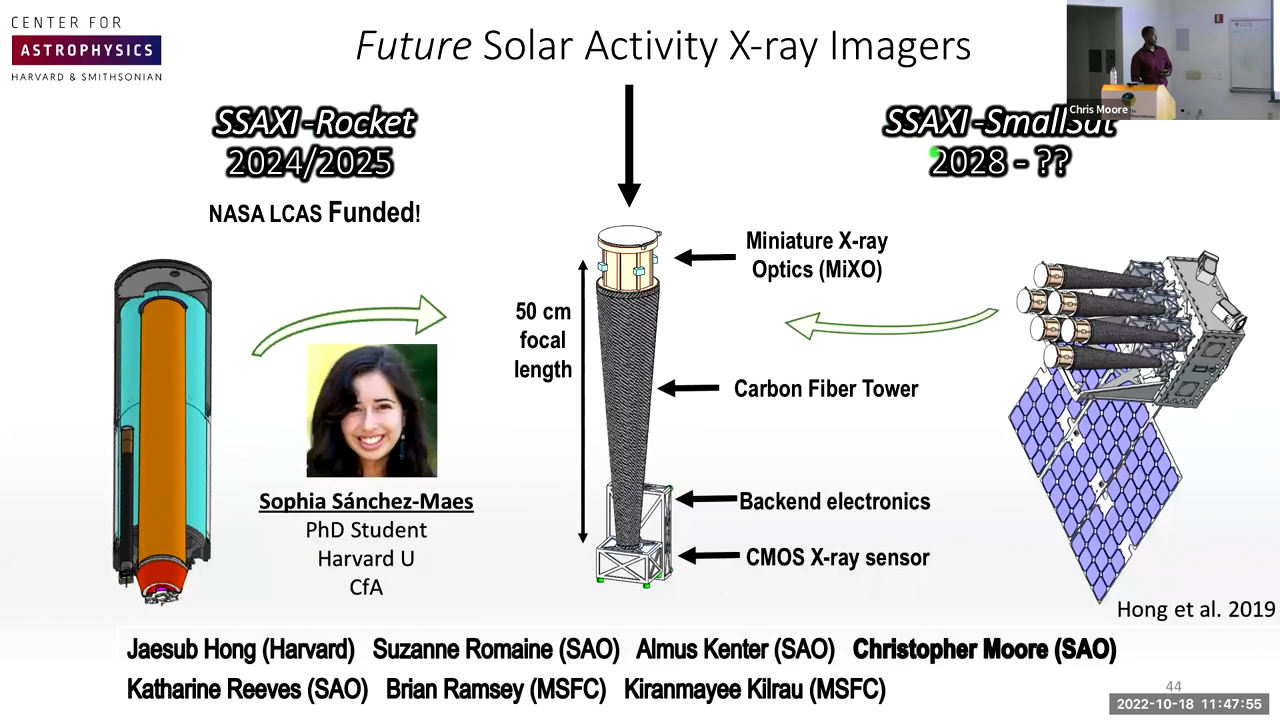 CENTER FOR
ASTROPHYSICS
HARVARD & SMITHSONIAN
Future Solar Activity X-ray Imagers
Chris Moore
SSAXI -Rocket
2024/2025
NASA LCAS Funded!
SSAXI -SmallSat
2028 - ??
Miniature X-ray
Optics (MiXO)
50 cm
focal
length
Carbon Fiber Tower
Backend electronics
CMOS X-ray sensor
Sophia Sánchez-Maes
PhD Student
Harvard U
CfA
Hong et al. 2019
Jaesub Hong (Harvard) Suzanne Romaine (SAO) Almus Kenter (SAO) Christopher Moore (SAO)
Katharine Reeves (SAO) Brian Ramsey (MSFC) Kiranmayee Kilrau (MSFC)
44
2022-10-18 11:47:55